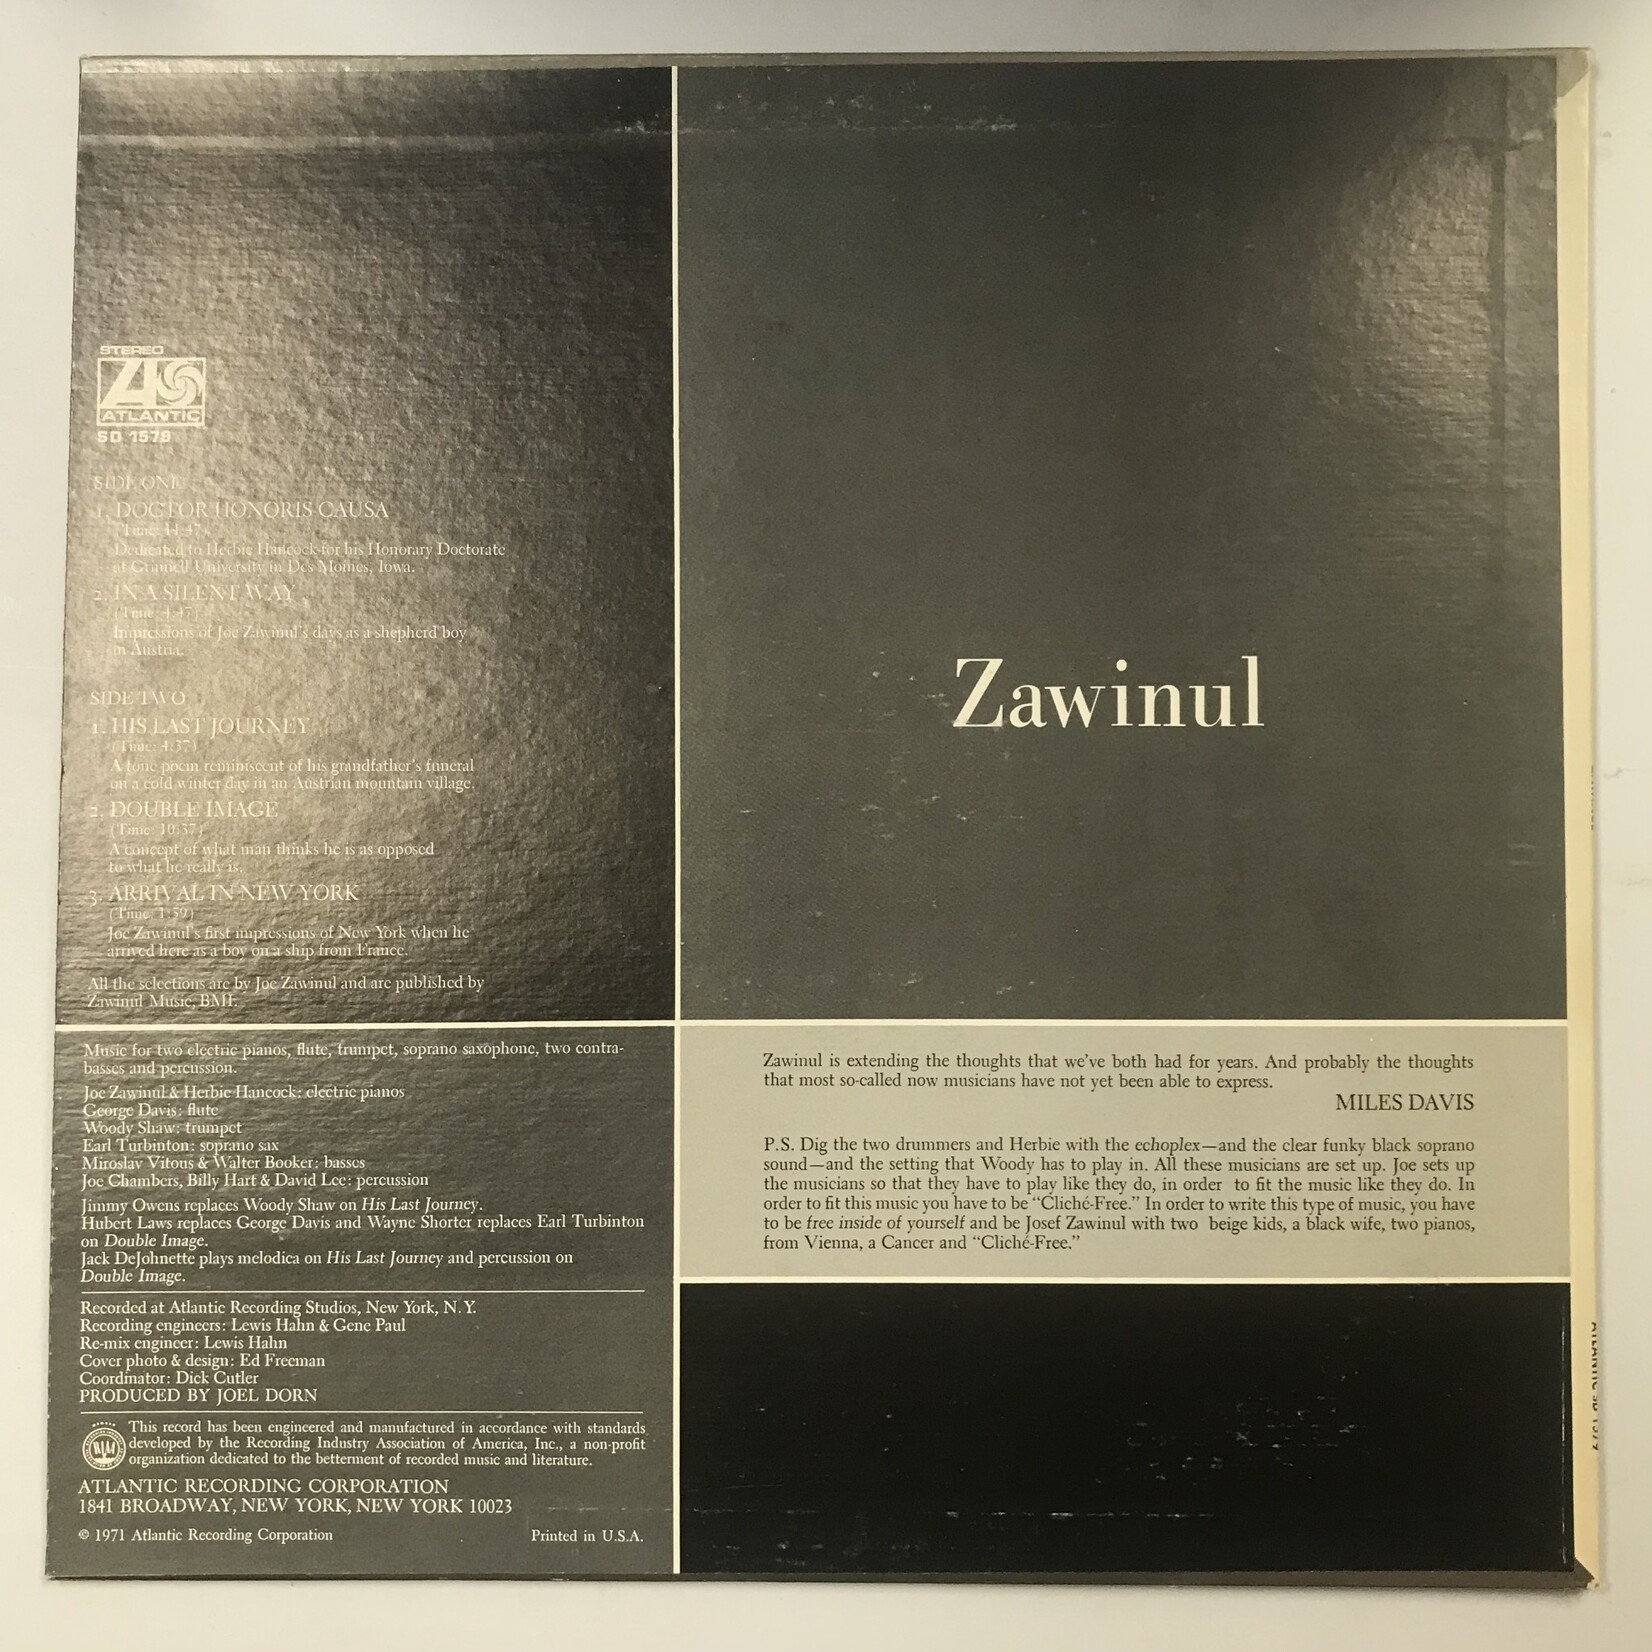 STEREO
ATLANTIC
SD 1579
SIDE ONE
1. DOCTOR HONORIS CAUSA
(Time: 14:47)
Dedicated to Herbie Hancock for his Honorary Doctorate
at Grinnell University in Des Moines, Iowa.
2. IN A SILENT WAY
(Time: 4:47)
Impressions of Joe Zawinul's days as a shepherd boy
in Austria.
SIDE TWO
1. HIS LAST JOURNEY
(Time: 4:37)
A tone poem reminiscent of his grandfather's funeral
on a cold winter day in an Austrian mountain village.
2. DOUBLE IMAGE
(Time: 10:37)
A concept of what man thinks he is as opposed
to what he really is.
3. ARRIVAL IN NEW YORK
(Time: 1:59)
Joe Zawinul's first impressions of New York when he
arrived here as a boy on a ship from France.
All the selections are by Joe Zawinul and are published by
Zawinul Music, BMI.
Zawinul
Music for two electric pianos, flute, trumpet, soprano saxophone, two contra-
basses and percussion.
Joe Zawinul & Herbie Hancock: electric pianos
George Davis: flute
Woody Shaw: trumpet
Earl Turbinton: soprano sax
Miroslav Vitous & Walter Booker: basses
Joe Chambers, Billy Hart & David Lee: percussion
Jimmy Owens replaces Woody Shaw on His Last Journey.
Hubert Laws replaces George Davis and Wayne Shorter replaces Earl Turbinton
on Double Image.
Jack DeJohnette plays melodica on His Last Journey and percussion on
Double Image.
Recorded at Atlantic Recording Studios, New York, N.Y.
Recording engineers: Lewis Hahn & Gene Paul
Re-mix engineer: Lewis Hahn
Cover photo & design: Ed Freeman
Coordinator: Dick Cutler
PRODUCED BY JOEL DORN
This record has been engineered and manufactured in accordance with standards
developed by the Recording Industry Association of America, Inc., a non-profit
organization dedicated to the betterment of recorded music and literature.
ATLANTIC RECORDING CORPORATION
1841 BROADWAY, NEW YORK, NEW YORK 10023
© 1971 Atlantic Recording Corporation Printed in U.S.A.
Zawinul is extending the thoughts that we've both had for years. And probably the thoughts
that most so-called now musicians have not yet been able to express.
MILES DAVIS
P.S. Dig the two drummers and Herbie with the echoplex—and the clear funky black soprano
sound—and the setting that Woody has to play in. All these musicians are set up. Joe sets up
the musicians so that they have to play like they do, in order to fit the music like they do. In
order to fit this music you have to be "Cliché-Free." In order to write this type of music, you have
to be free inside of yourself and be Josef Zawinul with two beige kids, a black wife, two pianos,
from Vienna, a Cancer and "Cliché-Free."
ATLANTIC SD 1579